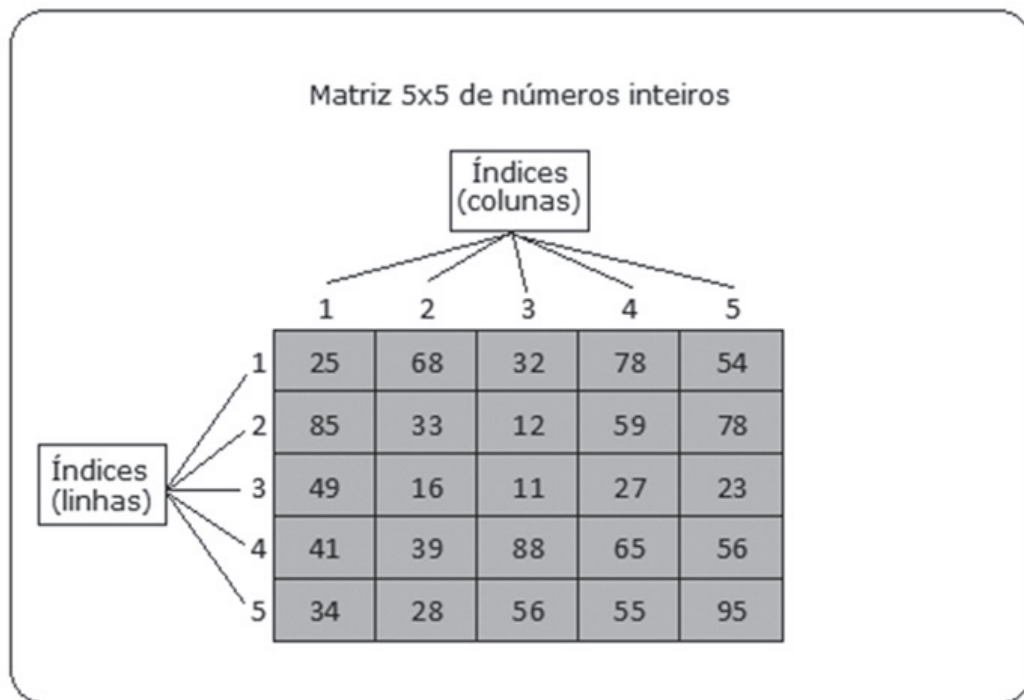 Matriz 5x5 de números inteiros
Índices
(colunas)
1 2 3 4 5
1 25 68 32 78 54
2 85 33 12 59 78
Índices
(linhas)
3 49 16 11 27 23
4 41 39 88 65 56
5 34 28 56 55 95